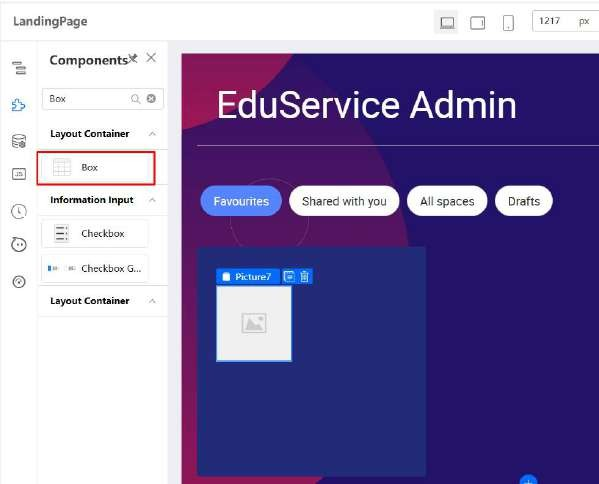 LandingPage
1217 px
Components
Box
Layout Container
Box
Information Input
Checkbox
Checkbox G...
Layout Container
JS
EduService Admin
Favourites Shared with you All spaces Drafts
Picture7